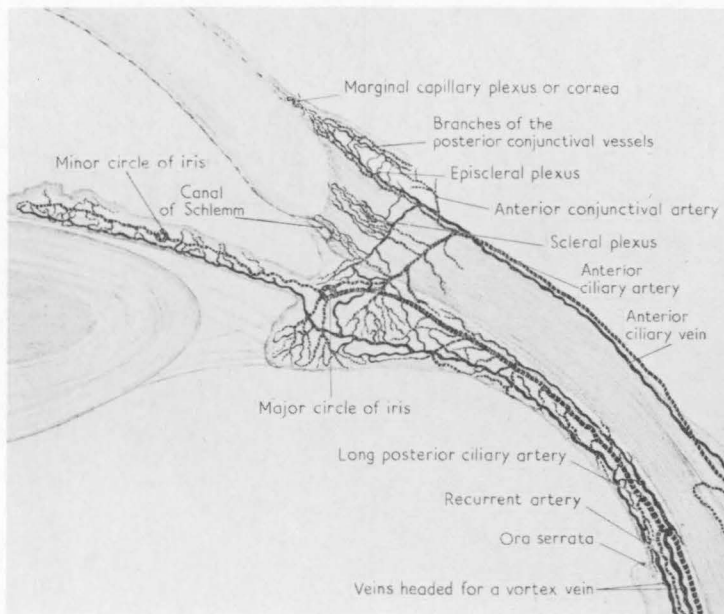 Marginal capillary plexus or cornea
Branches of the
posterior conjunctival vessels
Minor circle of iris
Episcleral plexus
Canal
of Schlemm
Anterior conjunctival artery
Scleral plexus
Anterior
ciliary artery
Anterior
ciliary vein
Major circle of iris
Long posterior ciliary artery
Recurrent artery
Ora serrata
Veins headed for a vortex vein